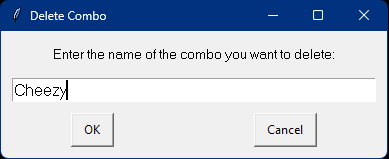 Delete Combo
Enter the name of the combo you want to delete:
Cheezy
OK
Cancel